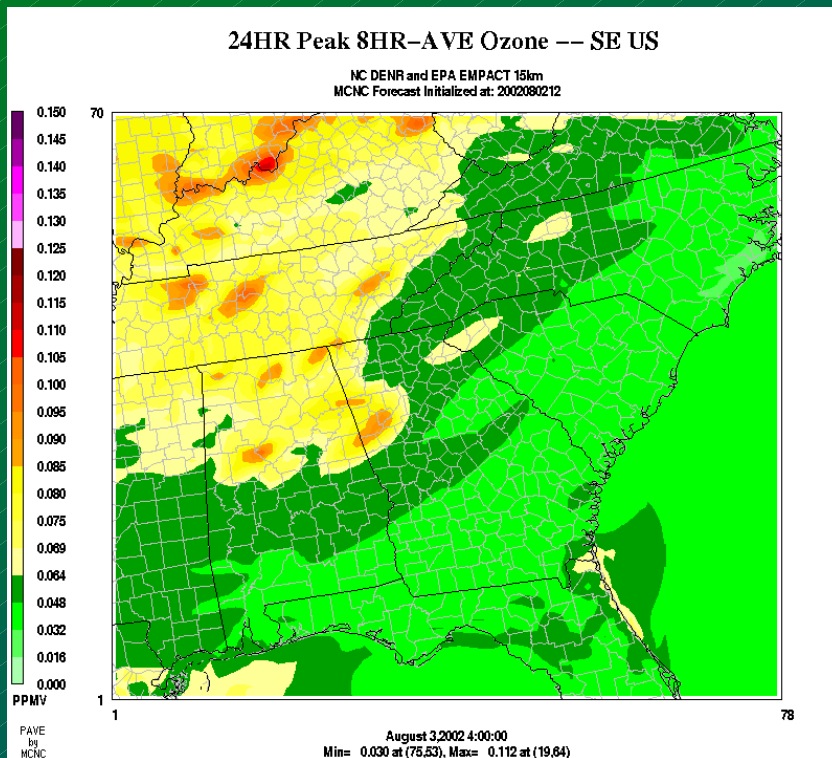 24HR Peak 8HR-AVE Ozone -- SE US
NC DENR and EPA EMPACT 15km
MCNC Forecast Initialized at: 2002080212
70
0.150
0.145
0.140
0.135
0.130
0.125
0.120
0.115
0.110
0.105
0.100
0.095
0.090
0.085
0.080
0.075
0.069
0.064
0.048
0.032
0.016
0.000
PPMV
1
1
78
PAVE
by
MCNC
August 3,2002 4:00:00
Min= 0.030 at (75,53), Max= 0.112 at (19,64)